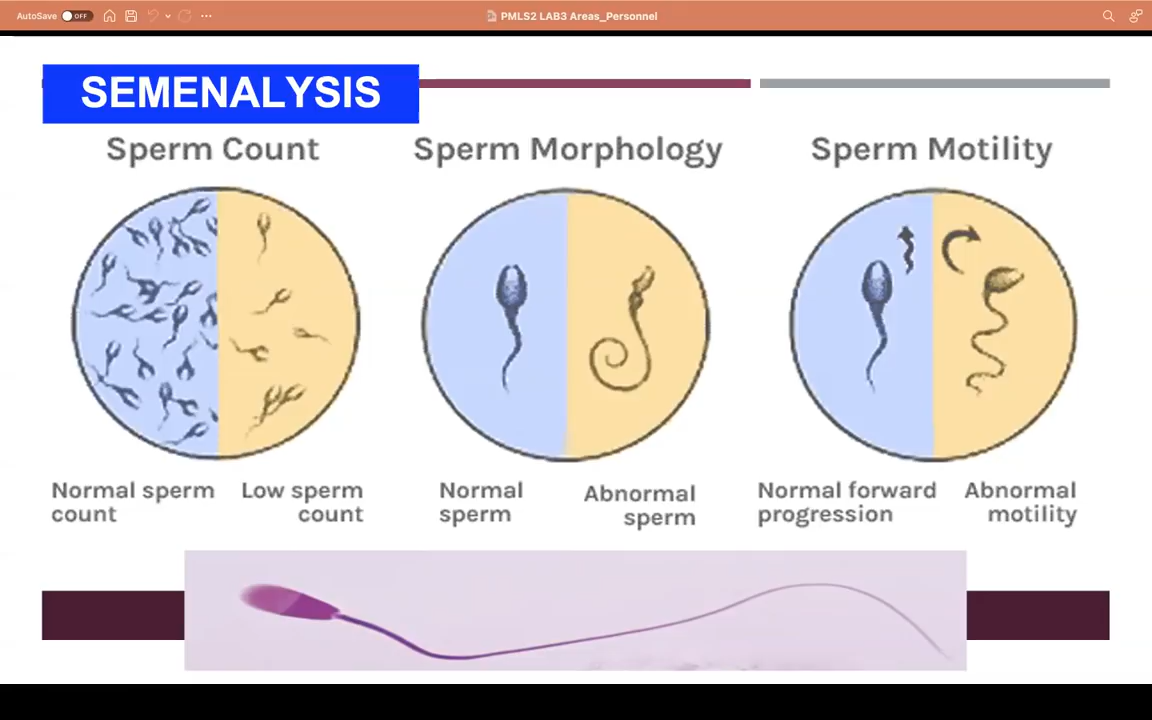 AutoSave OFF
PMLS2 LAB3 Areas_Personnel
SEMENALYSIS
Sperm Count
Sperm Morphology
Sperm Motility
Normal sperm
count
Low sperm
count
Normal
sperm
Abnormal
sperm
Normal forward
progression
Abnormal
motility